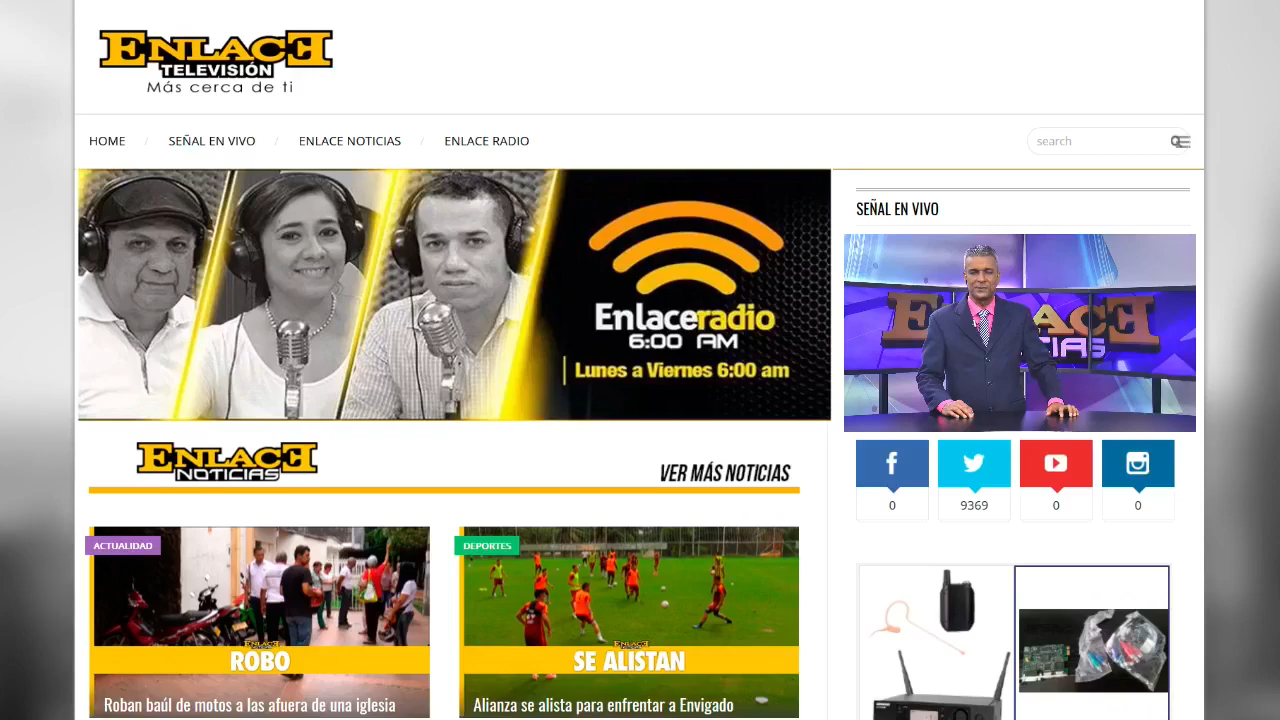 ENLACE
TELEVISIÓN
Más cerca de ti
HOME / SEÑAL EN VIVO / ENLACE NOTICIAS / ENLACE RADIO
search
Enlaceradio
6:00 AM
Lunes a Viernes 6:00 am
SEÑAL EN VIVO
0 9369 0 0
ENLACE
NOTICIAS
VER MÁS NOTICIAS
ACTUALIDAD
ENLACE
ROBO
Roban baúl de motos a las afuera de una iglesia
DEPORTES
ENLACE
SE ALISTAN
Alianza se alista para enfrentar a Envigado